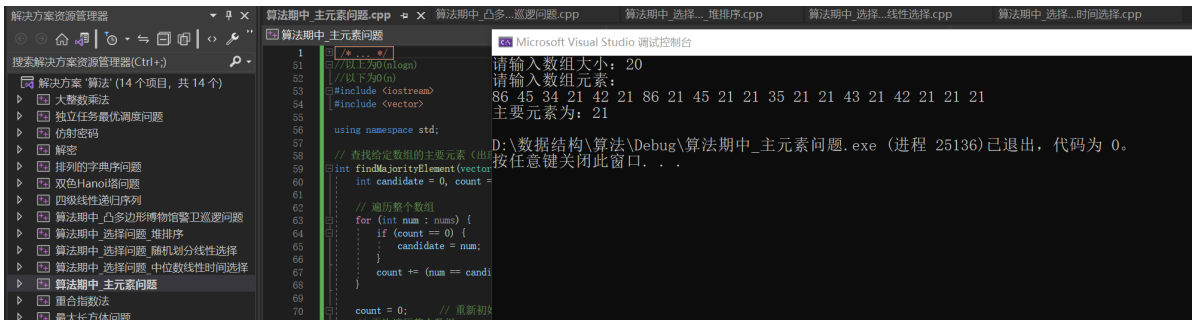 解决方案资源管理器
搜索解决方案资源管理器(Ctrl+;)
解决方案 '算法' (14 个项目，共 14 个)
大整数乘法
独立任务最优调度问题
仿射密码
解密
排列的字典序问题
双色Hanoi塔问题
四级线性递归序列
算法期中_凸多边形博物馆警卫巡逻问题
算法期中_选择问题_堆排序
算法期中_选择问题_随机划分线性选择
算法期中_选择问题_中位数线性时间选择
算法期中_主元素问题
重合指数法
最大长方体问题
算法期中_主元素问题.cpp 算法期中_凸多...巡逻问题.cpp 算法期中_选择..._堆排序.cpp 算法期中_选择...线性选择.cpp 算法期中_选择...时间选择.cpp
算法期中_主元素问题
1 /* ... */
51 //以上为O(nlogn)
52 //以下为O(n)
53 #include <iostream>
54 #include <vector>
55
56 using namespace std;
57
58 // 查找给定数组的主要元素（出
59 int findMajorityElement(vector
60 int candidate = 0, count =
61
62 // 遍历整个数组
63 for (int num : nums) {
64 if (count == 0) {
65 candidate = num;
66 }
67 count += (num == candi
68 }
69
70 count = 0; // 重新初始
Microsoft Visual Studio 调试控制台
请输入数组大小：20
请输入数组元素：
86 45 34 21 42 21 86 21 45 21 21 35 21 21 43 21 42 21 21 21
主要元素为：21
D:\数据结构\算法\Debug\算法期中_主元素问题.exe (进程 25136)已退出，代码为 0。
按任意键关闭此窗口. . .